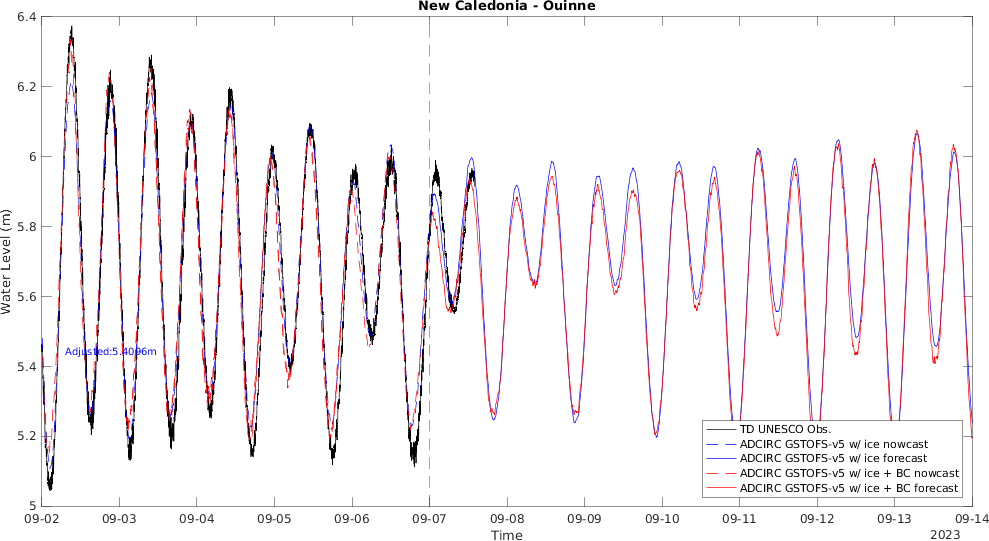 New Caledonia - Ouinne
6.4
6.2
6
5.8
5.6
5.4
5.2
5
Water Level (m)
Adjusted:5.4096m
TD UNESCO Obs.
ADCIRC GSTOFS-v5 w/ ice nowcast
ADCIRC GSTOFS-v5 w/ ice forecast
ADCIRC GSTOFS-v5 w/ ice + BC nowcast
ADCIRC GSTOFS-v5 w/ ice + BC forecast
09-02 09-03 09-04 09-05 09-06 09-07 09-08 09-09 09-10 09-11 09-12 09-13 09-14
Time
2023